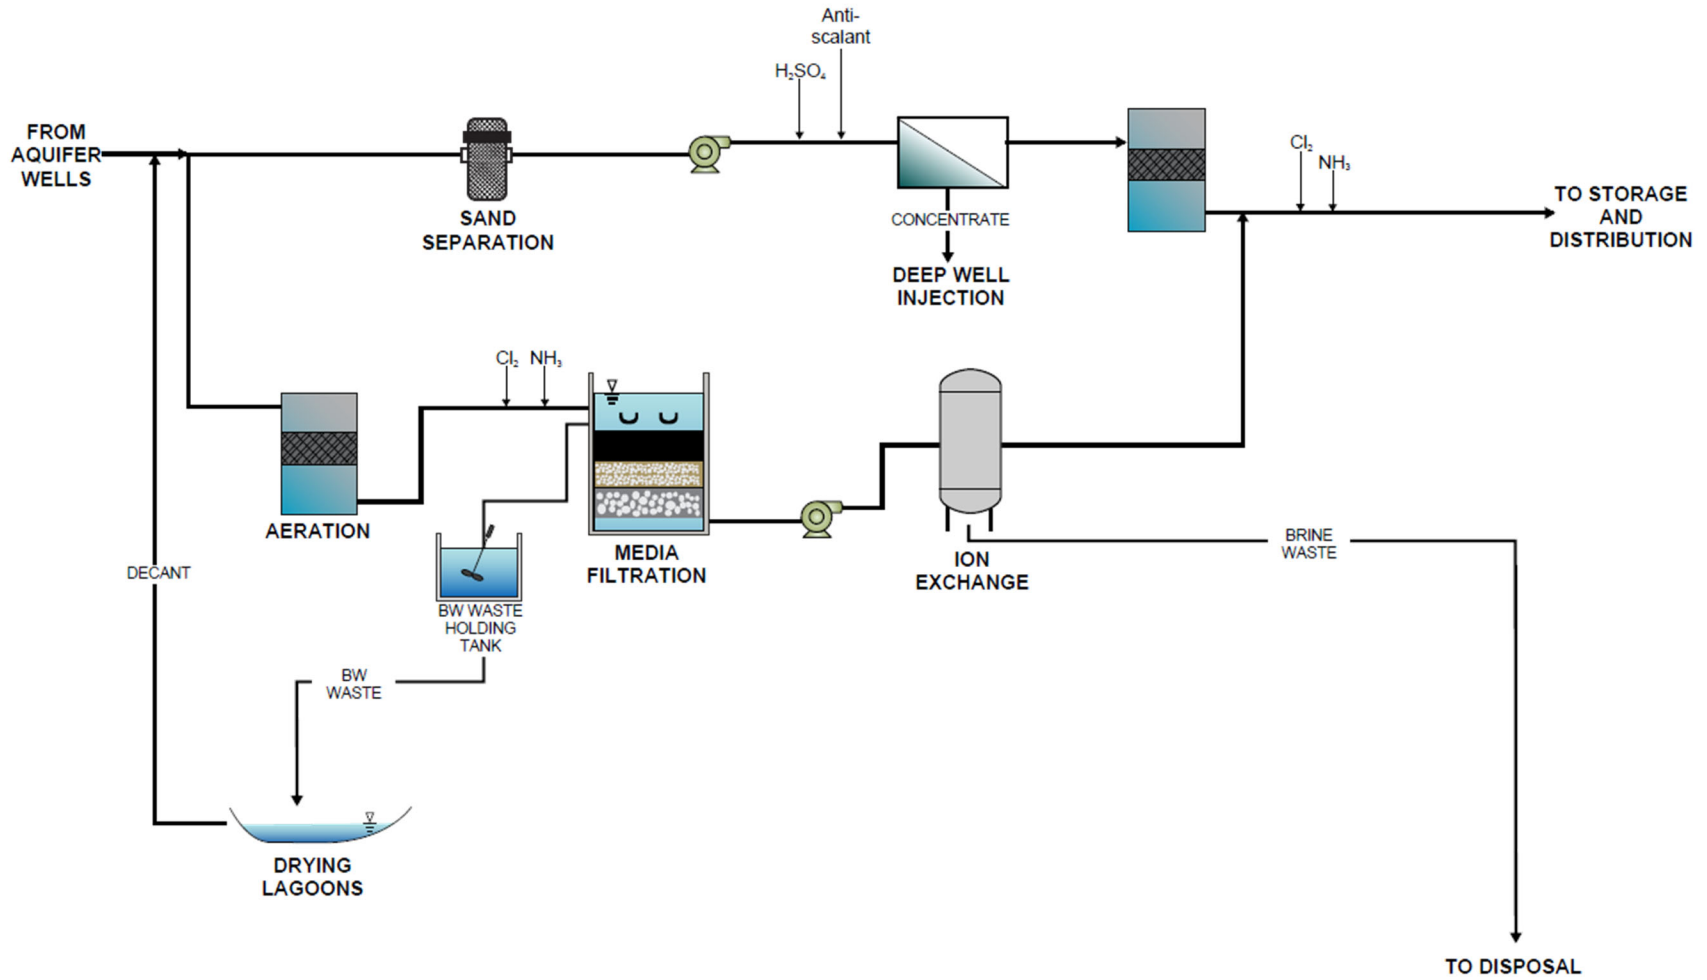 Anti-
scalant
H₂SO₄
FROM
AQUIFER
WELLS
SAND
SEPARATION
CONCENTRATE
DEEP WELL
INJECTION
Cl₂
NH₃
TO STORAGE
AND
DISTRIBUTION
Cl₂ NH₃
AERATION
MEDIA
FILTRATION
ION
EXCHANGE
BRINE
WASTE
DECANT
BW WASTE
HOLDING
TANK
BW
WASTE
DRYING
LAGOONS
TO DISPOSAL